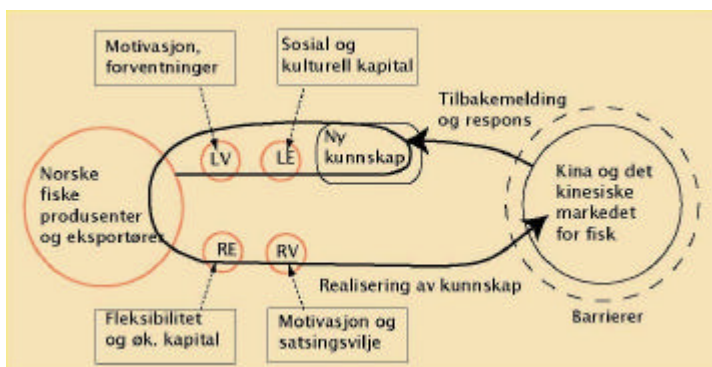 Motivasjon,
forventninger
Sosial og
kulturell kapital
Tilbakemelding
og respons
LV
LE
Ny
kunnskap
Norske
fiske
produsenter
og eksportører
Kina og det
kinesiske
markedet
for fisk
RE
RV
Realisering av kunnskap
Barrierer
Fleksibilitet
og øk. kapital
Motivasjon og
satsingsvilje